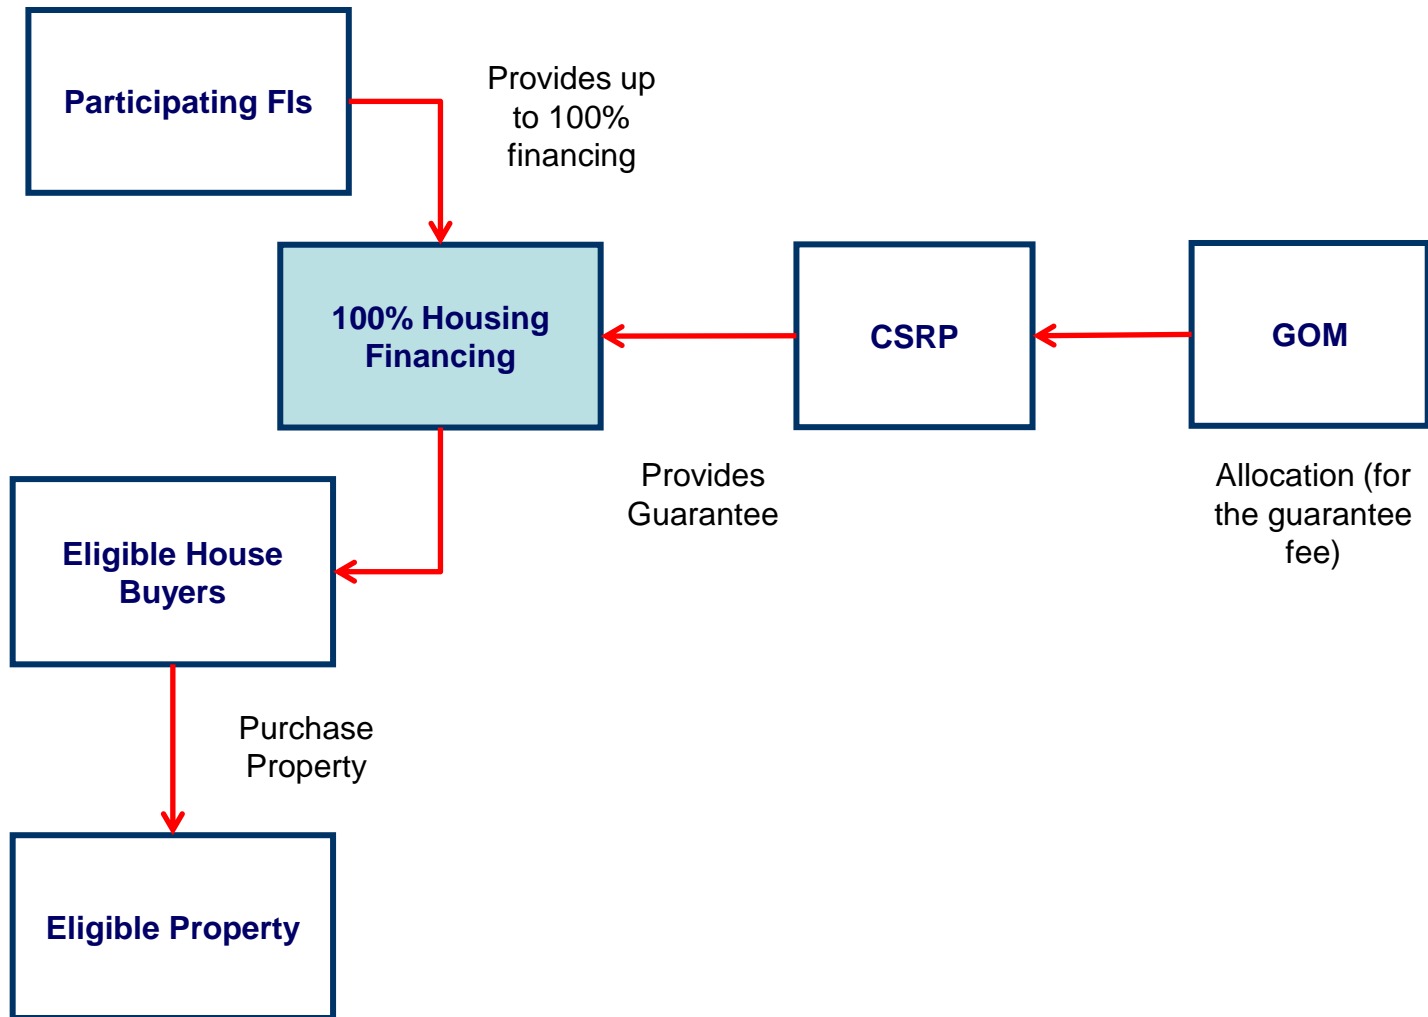 Participating FIs
Provides up
to 100%
financing
100% Housing
Financing
CSRP
GOM
Provides
Guarantee
Allocation (for
the guarantee
fee)
Eligible House
Buyers
Purchase
Property
Eligible Property